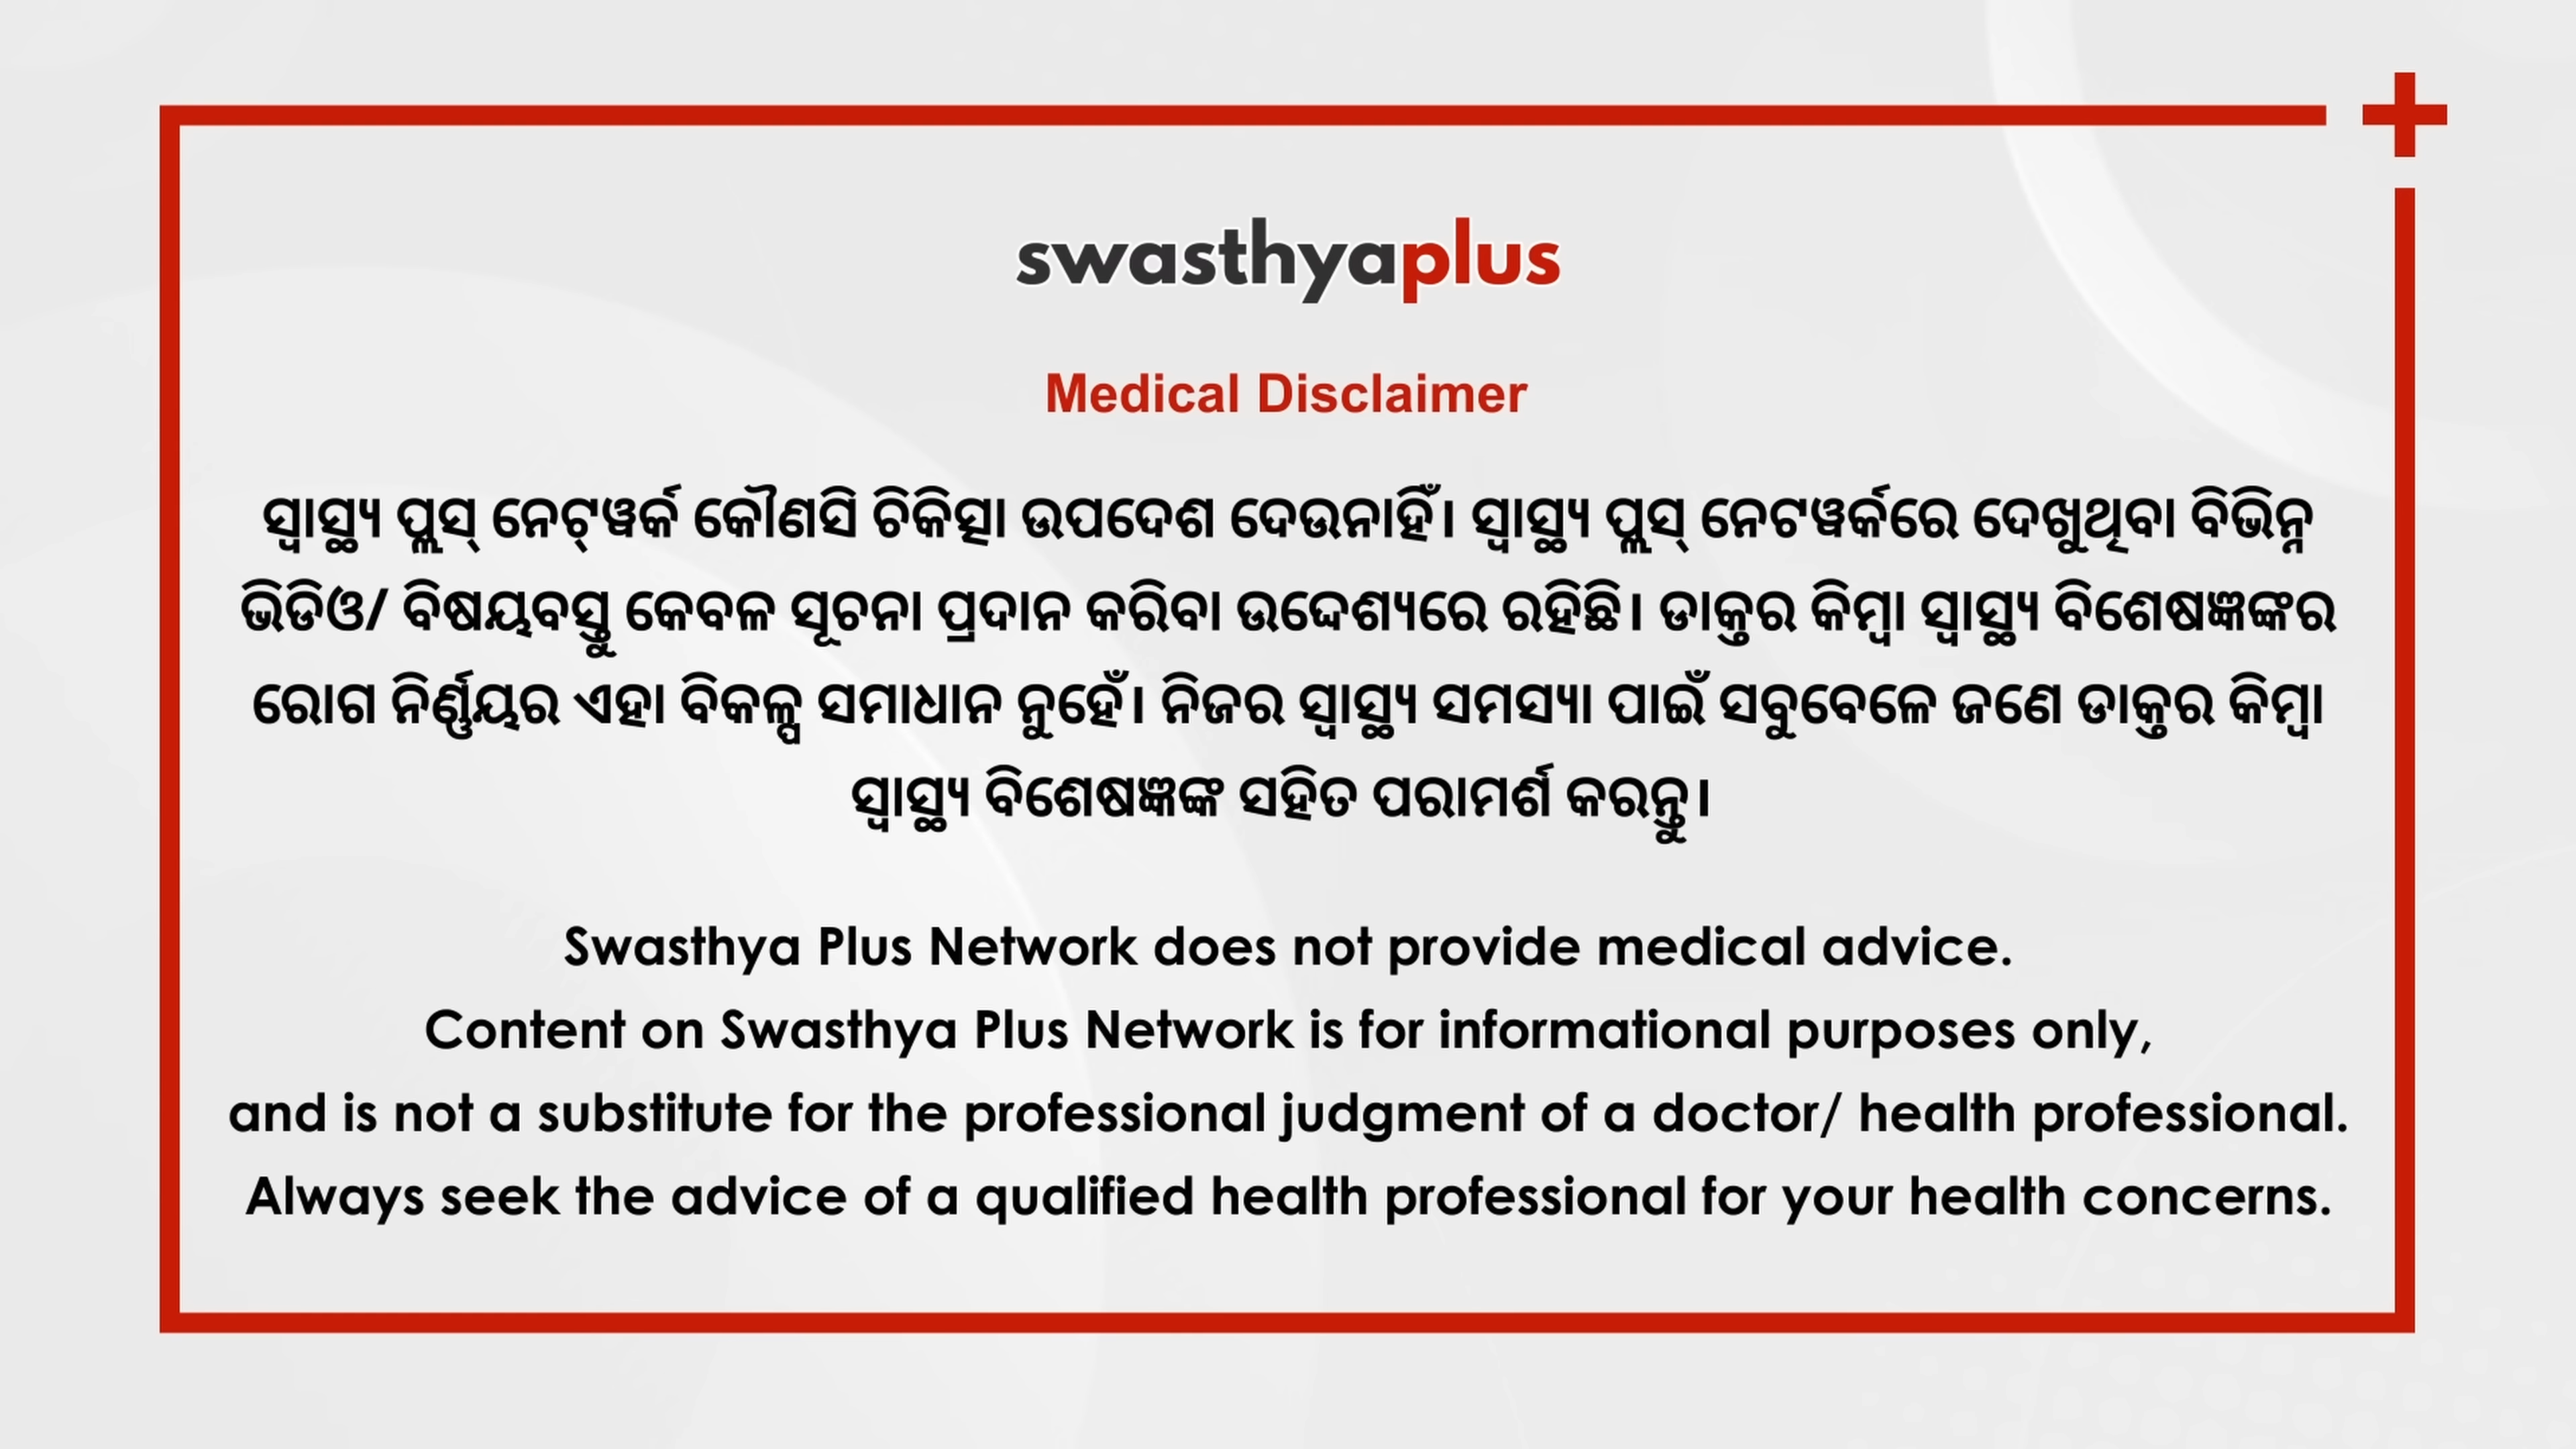 swasthyaplus
Medical Disclaimer
ସ୍ୱାସ୍ଥ୍ୟ ପ୍ଲସ୍ ନେଟ୍‌ୱର୍କ କୌଣସି ଚିକିତ୍ସା ଉପଦେଶ ଦେଉନାହିଁ। ସ୍ୱାସ୍ଥ୍ୟ ପ୍ଲସ୍ ନେଟୱର୍କରେ ଦେଖୁଥିବା ବିଭିନ୍ନ
ଭିଡିଓ/ ବିଷୟବସ୍ତୁ କେବଳ ସୂଚନା ପ୍ରଦାନ କରିବା ଉଦ୍ଦେଶ୍ୟରେ ରହିଛି। ଡାକ୍ତର କିମ୍ବା ସ୍ୱାସ୍ଥ୍ୟ ବିଶେଷଜ୍ଞଙ୍କର
ରୋଗ ନିର୍ଣ୍ଣୟର ଏହା ବିକଳ୍ପ ସମାଧାନ ନୁହେଁ। ନିଜର ସ୍ୱାସ୍ଥ୍ୟ ସମସ୍ୟା ପାଇଁ ସବୁବେଳେ ଜଣେ ଡାକ୍ତର କିମ୍ବା
ସ୍ୱାସ୍ଥ୍ୟ ବିଶେଷଜ୍ଞଙ୍କ ସହିତ ପରାମର୍ଶ କରନ୍ତୁ।
Swasthya Plus Network does not provide medical advice.
Content on Swasthya Plus Network is for informational purposes only,
and is not a substitute for the professional judgment of a doctor/ health professional.
Always seek the advice of a qualified health professional for your health concerns.